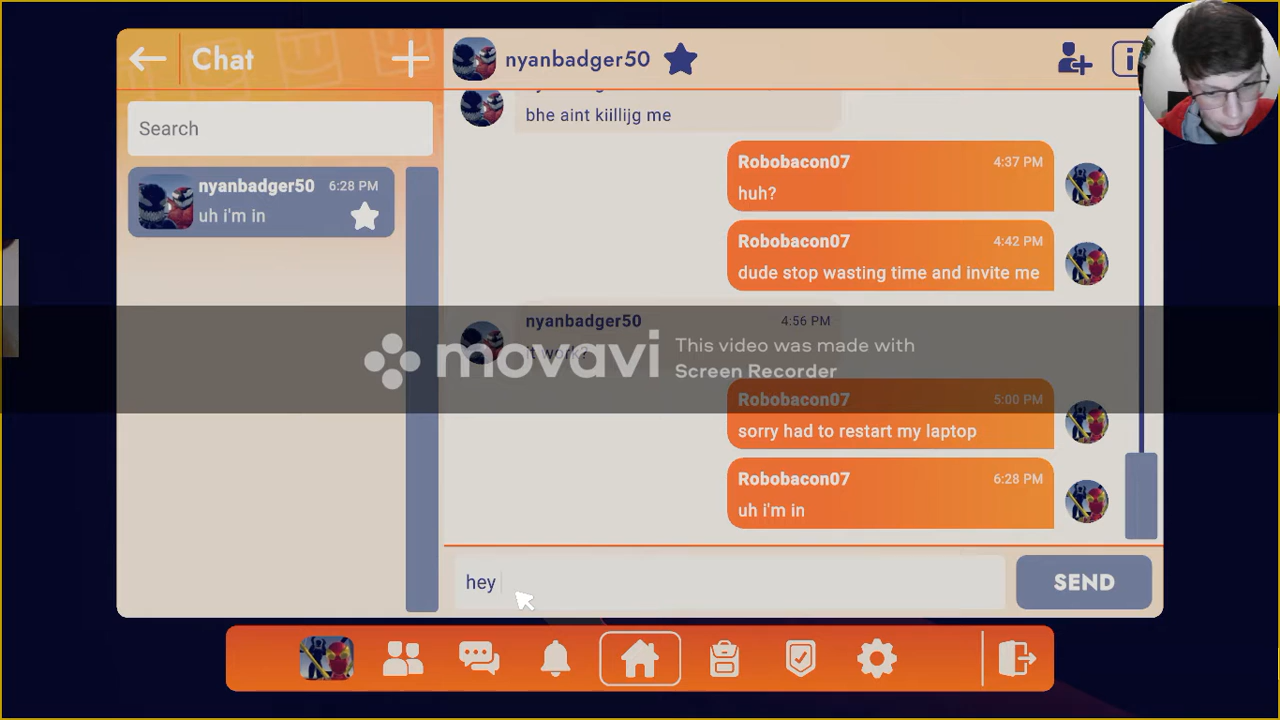 Chat
Search
nyanbadger50 6:28 PM
uh i'm in
nyanbadger50
bhe aint kiillijg me
Robobacon07 4:37 PM
huh?
Robobacon07 4:42 PM
dude stop wasting time and invite me
nyanbadger50 4:56 PM
it work?
movavi
This video was made with
Screen Recorder
Robobacon07 5:00 PM
sorry had to restart my laptop
Robobacon07 6:28 PM
uh i'm in
hey
SEND